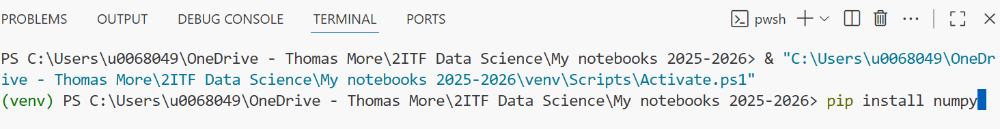 PROBLEMS OUTPUT DEBUG CONSOLE TERMINAL PORTS pwsh
PS C:\Users\u0068049\OneDrive - Thomas More\2ITF Data Science\My notebooks 2025-2026> & "C:\Users\u0068049\OneDr
ive - Thomas More\2ITF Data Science\My notebooks 2025-2026\venv\Scripts\Activate.ps1"
(venv) PS C:\Users\u0068049\OneDrive - Thomas More\2ITF Data Science\My notebooks 2025-2026> pip install numpy